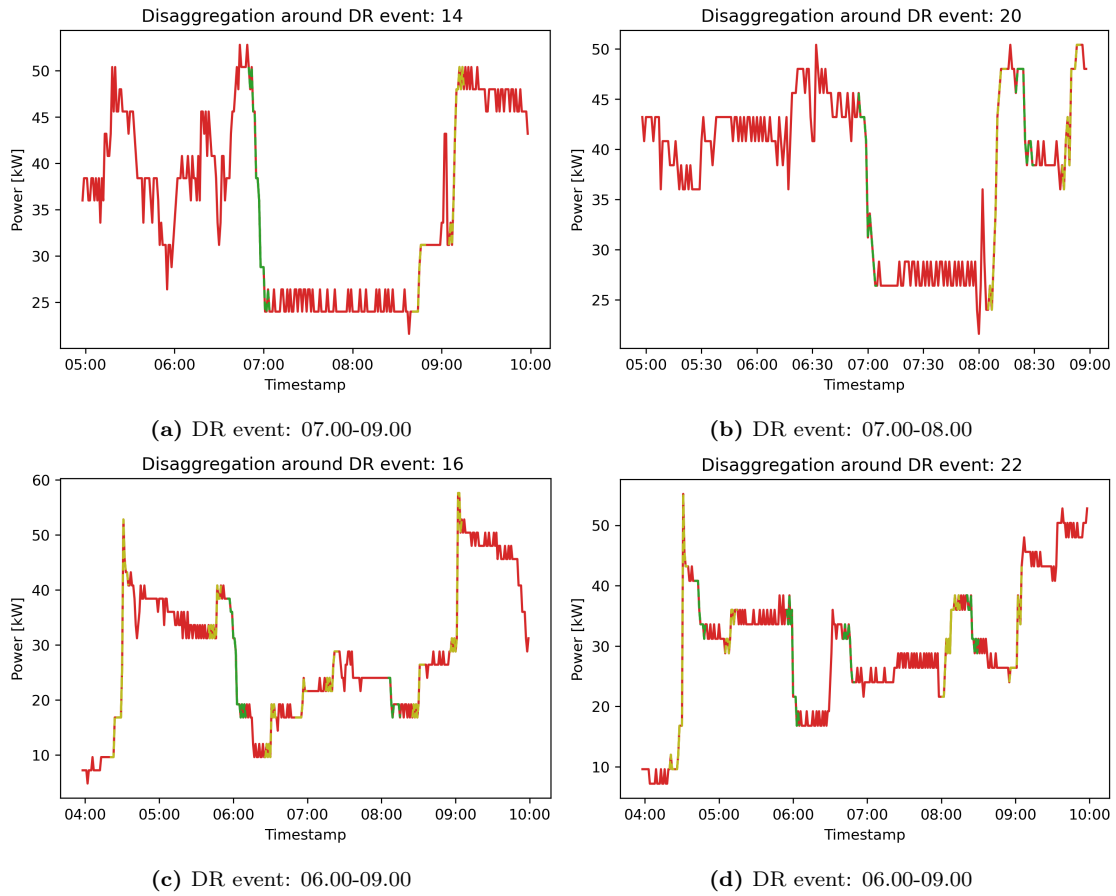 Disaggregation around DR event: 14
Power [kW]
50
45
40
35
30
25
05:00 06:00 07:00 08:00 09:00 10:00
Timestamp
(a) DR event: 07.00-09.00
Disaggregation around DR event: 20
Power [kW]
50
45
40
35
30
25
05:00 05:30 06:00 06:30 07:00 07:30 08:00 08:30 09:00
Timestamp
(b) DR event: 07.00-08.00
Disaggregation around DR event: 16
Power [kW]
60
50
40
30
20
10
04:00 05:00 06:00 07:00 08:00 09:00 10:00
Timestamp
(c) DR event: 06.00-09.00
Disaggregation around DR event: 22
Power [kW]
50
40
30
20
10
04:00 05:00 06:00 07:00 08:00 09:00 10:00
Timestamp
(d) DR event: 06.00-09.00